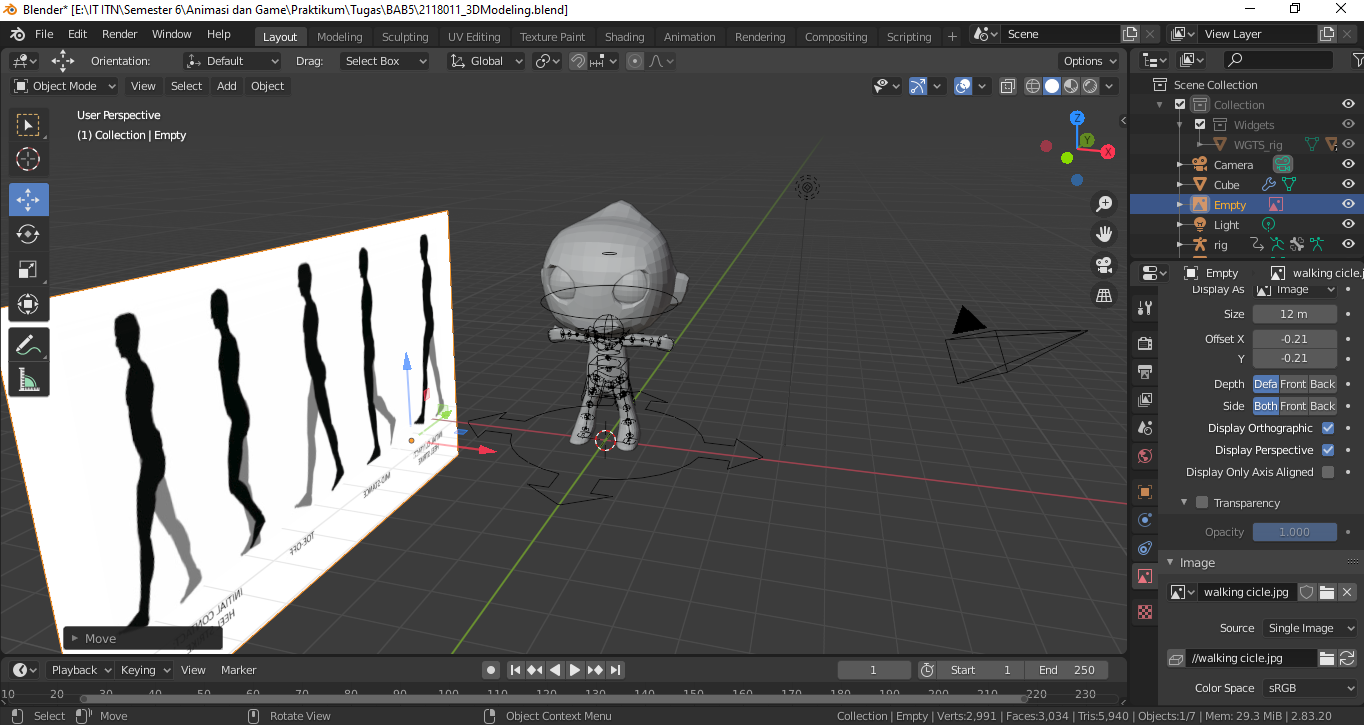 Blender* [E:\IT ITN\Semester 6\Animasi dan Game\Praktikum\Tugas\BAB5\2118011_3DModeling.blend]
File Edit Render Window Help Layout Modeling Sculpting UV Editing Texture Paint Shading Animation Rendering Compositing Scripting + Scene View Layer
Orientation: Default Drag: Select Box Global Options
Object Mode View Select Add Object
User Perspective
(1) Collection | Empty
Z
Y
X
Scene Collection
Collection
Widgets
WGTS_rig
Camera
Cube
Empty
Light
rig
Empty walking cicle.j
Display As Image
Size 12 m
Offset X -0.21
Y -0.21
Depth Defa Front Back
Side Both Front Back
Display Orthographic
Display Perspective
Display Only Axis Aligned
Transparency
Opacity 1.000
Image
walking cicle.jpg
Source Single Image
//walking cicle.jpg
Color Space sRGB
MID-STANCE
TOE-OFF
INITIAL CONTACT
HEEL
Move
Playback Keying View Marker 1 Start 1 End 250
10 20 30 40 50 60 70 80 90 100 110 120 130 140 150 160 170 180 190 200 210 220 230
Select Move Rotate View Object Context Menu Collection | Empty | Verts:2,991 | Faces:3,034 | Tris:5,940 | Objects:1/7 | Mem: 29.3 MiB | 2.83.20